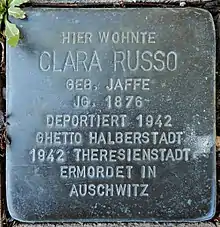 HIER WOHNTE
CLARA RUSSO
GEB. JAFFE
JG. 1876
DEPORTIERT 1942
GHETTO HALBERSTADT
1942 THERESIENSTADT
ERMORDET IN
AUSCHWITZ